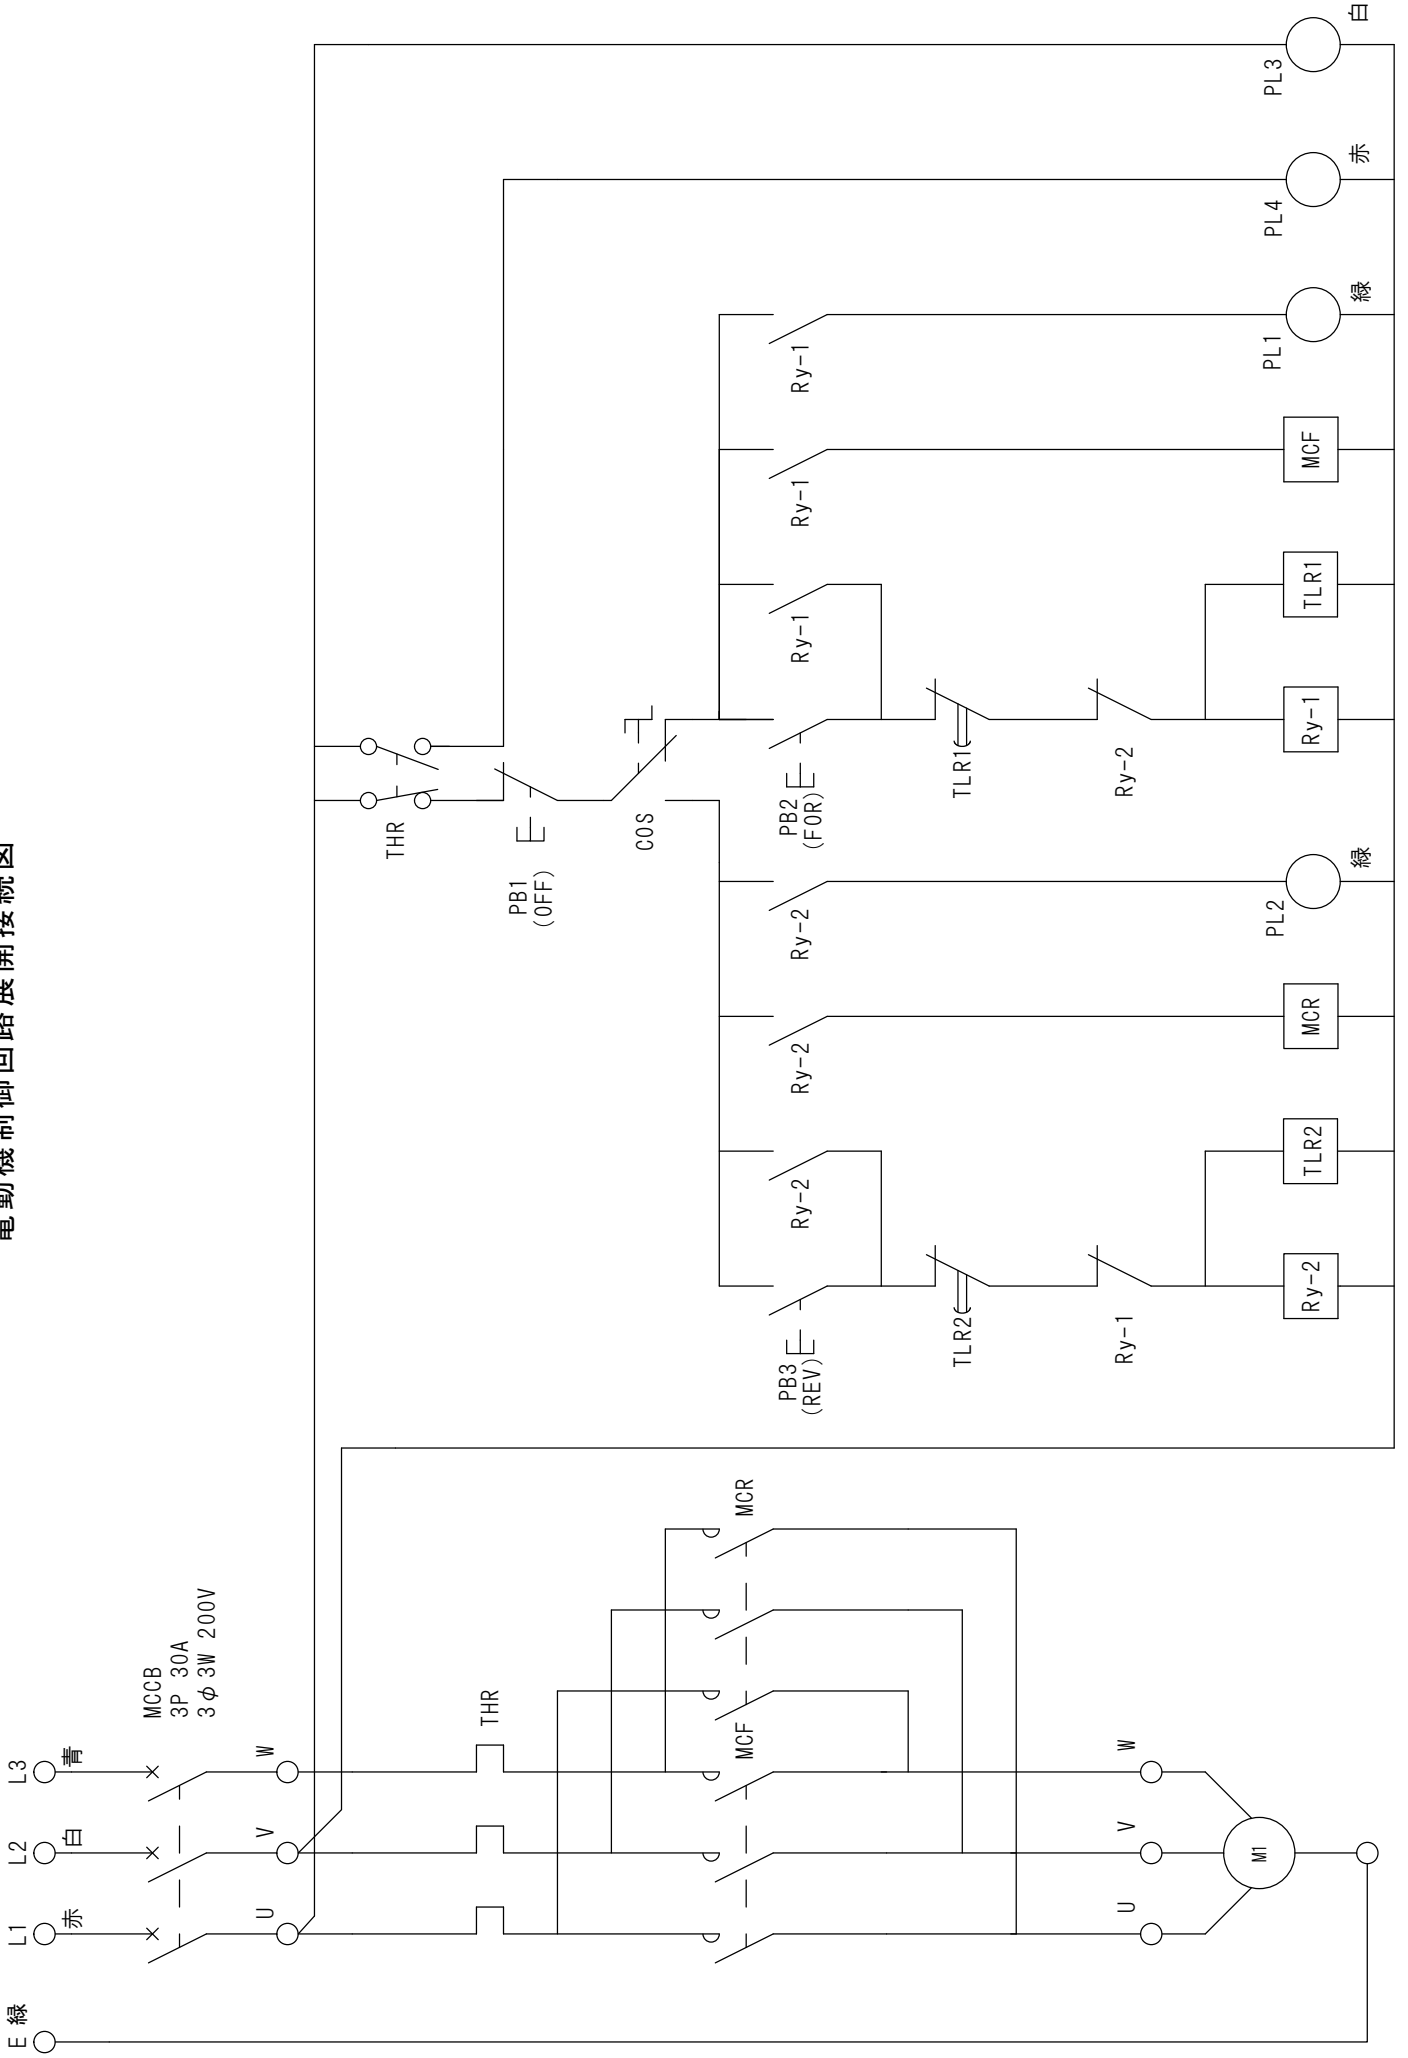 電動機制御回路展開接続図
E 緑
L1
赤
L2
白
L3
青
MCCB
3P 30A
3φ3W 200V
U
V
W
THR
MCF
MCR
U
V
W
M1
THR
PB1
(OFF)
COS
PB3
(REV)
Ry-2
Ry-2
Ry-2
PB2
(FOR)
Ry-1
Ry-1
Ry-1
TLR2
TLR1
Ry-1
Ry-2
Ry-2
TLR2
MCR
PL2
緑
Ry-1
TLR1
MCF
PL1
緑
PL4
赤
PL3
白